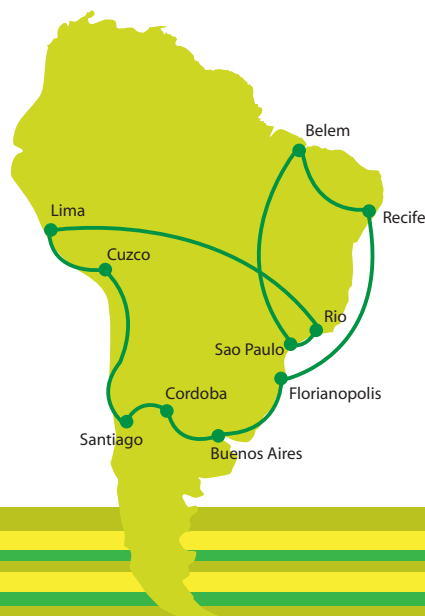 Belem
Recife
Lima
Cuzco
Rio
Sao Paulo
Cordoba
Florianopolis
Santiago
Buenos Aires